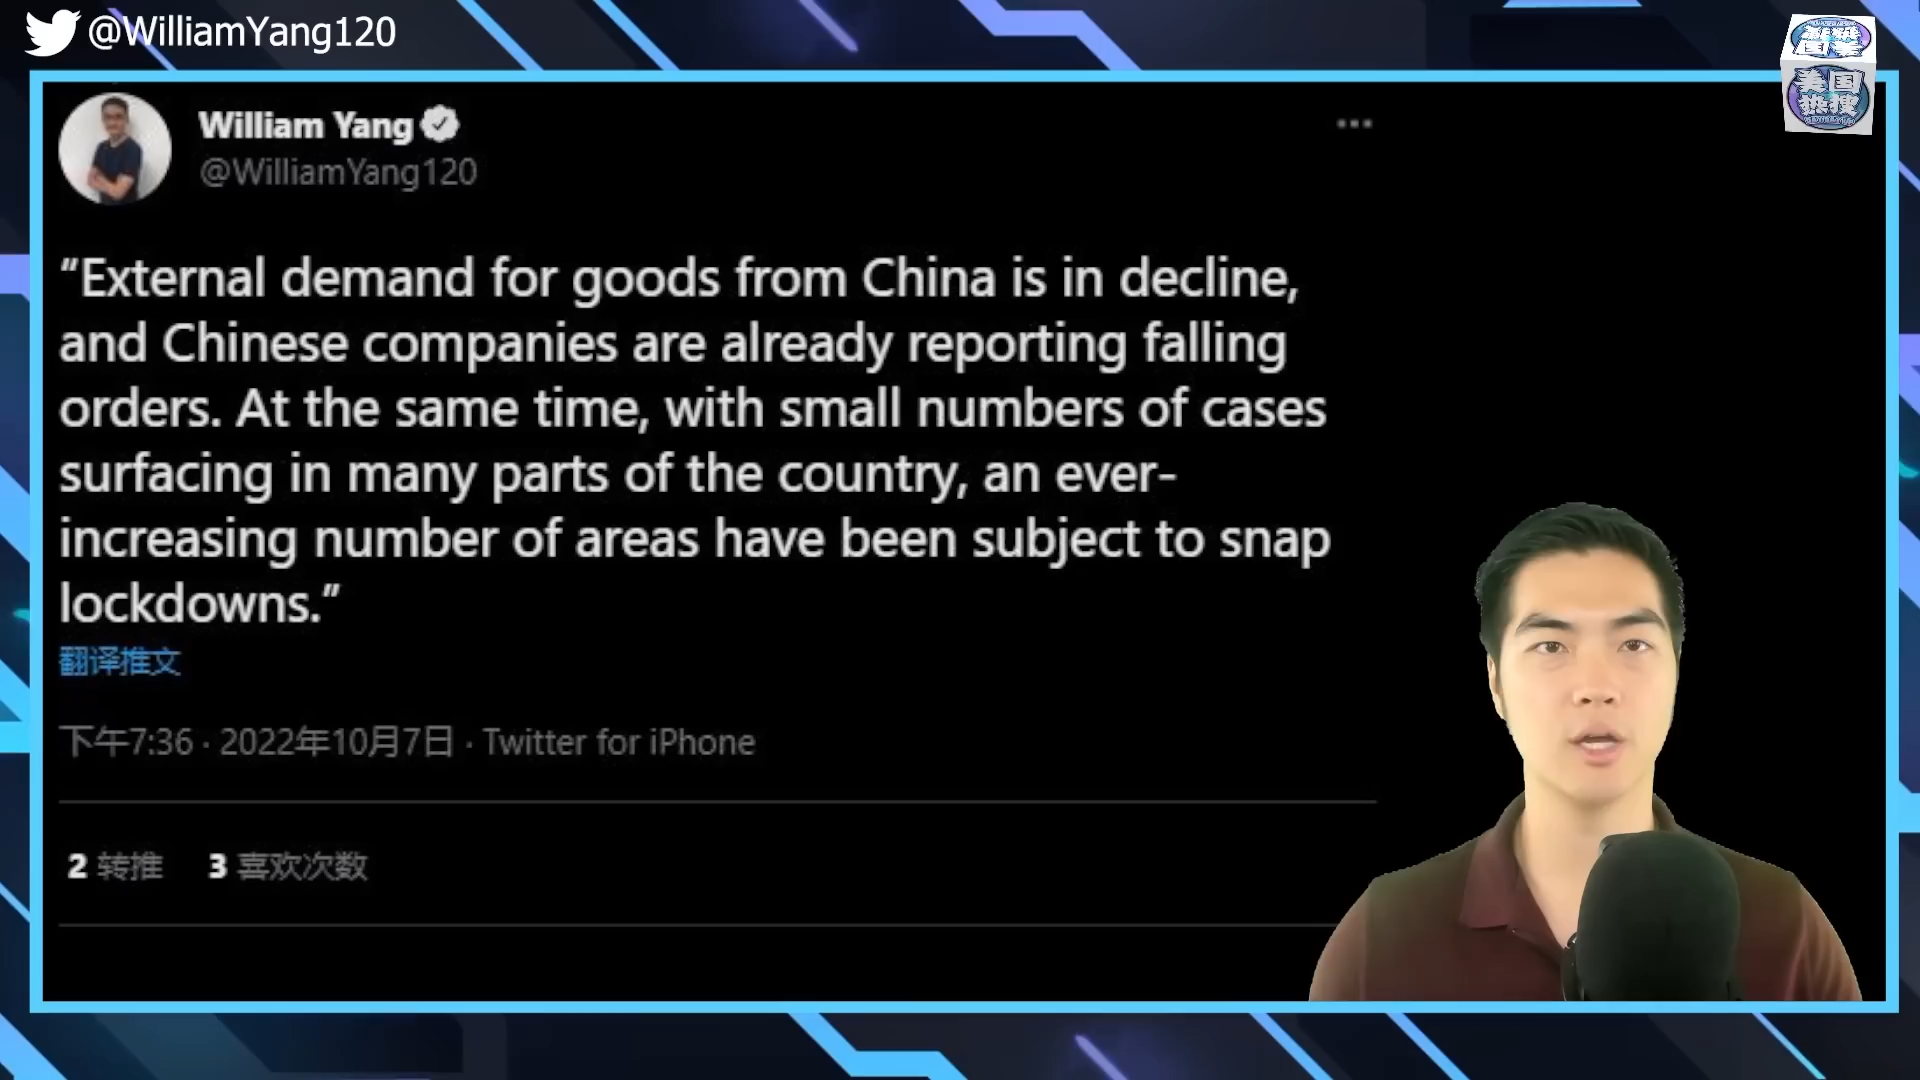 @WilliamYang120
美国
热搜
William Yang
@WilliamYang120
“External demand for goods from China is in decline,
and Chinese companies are already reporting falling
orders. At the same time, with small numbers of cases
surfacing in many parts of the country, an ever-
increasing number of areas have been subject to snap
lockdowns.”
翻译推文
下午7:36 · 2022年10月7日 · Twitter for iPhone
2 转推 3 喜欢次数